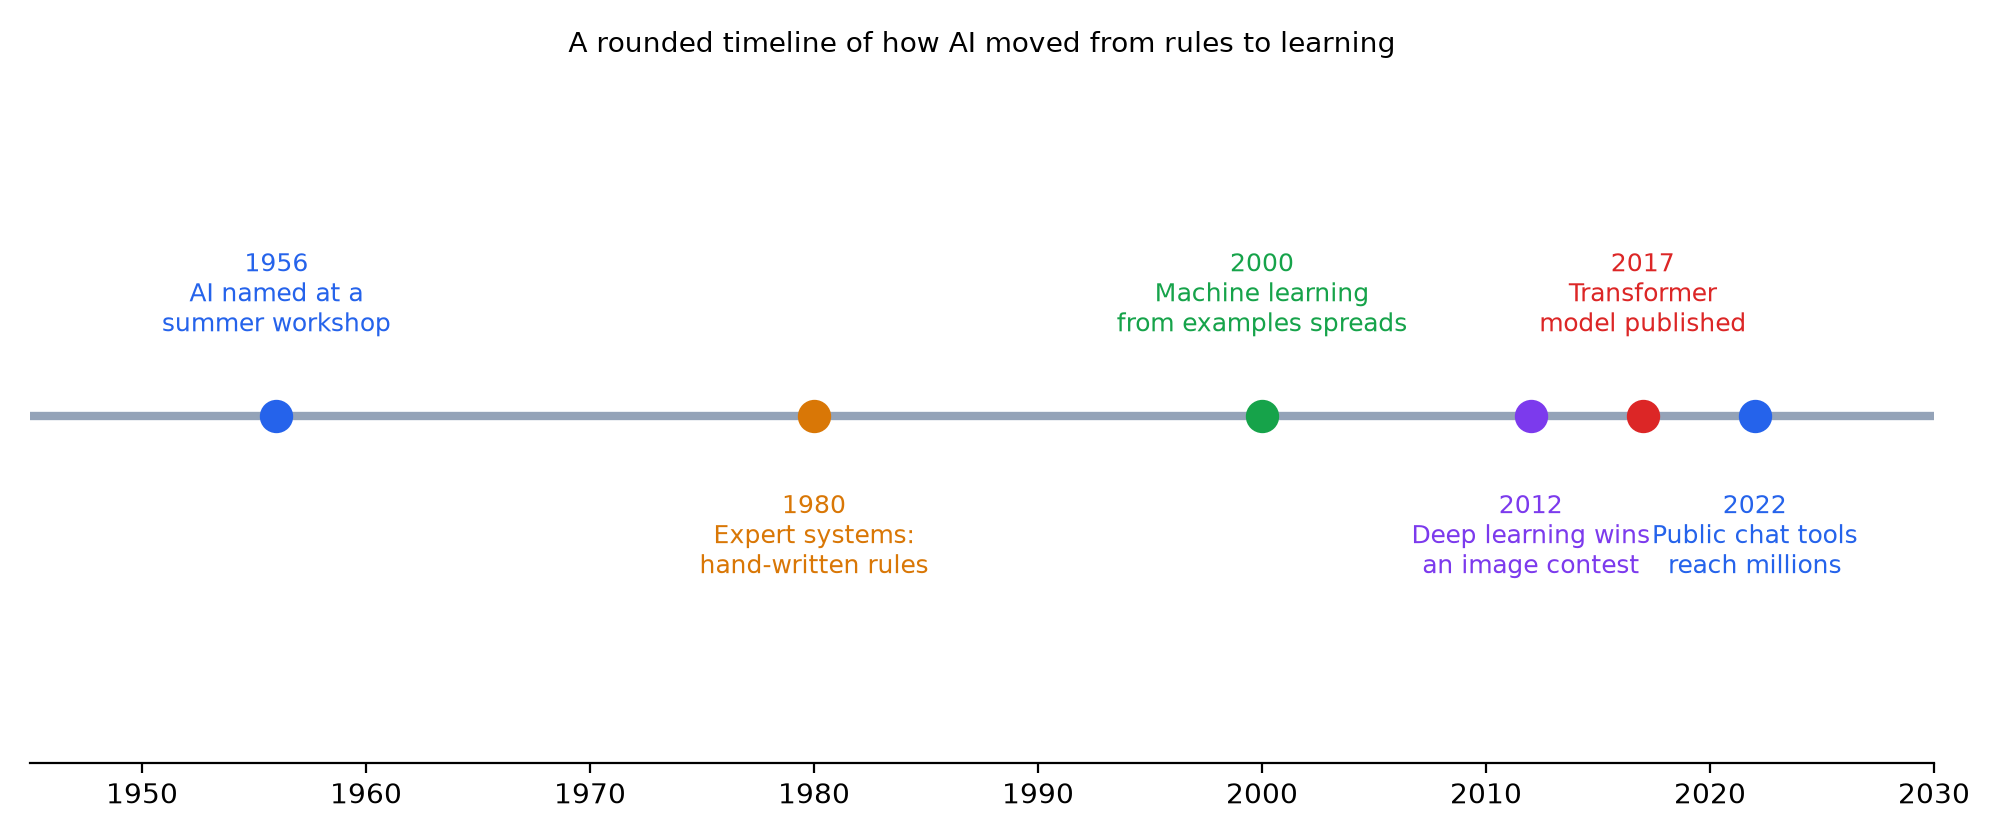 A rounded timeline of how AI moved from rules to learning
1956
AI named at a
summer workshop
2000
Machine learning
from examples spreads
2017
Transformer
model published
1980
Expert systems:
hand-written rules
2012
Deep learning wins
an image contest
2022
Public chat tools
reach millions
1950 1960 1970 1980 1990 2000 2010 2020 2030